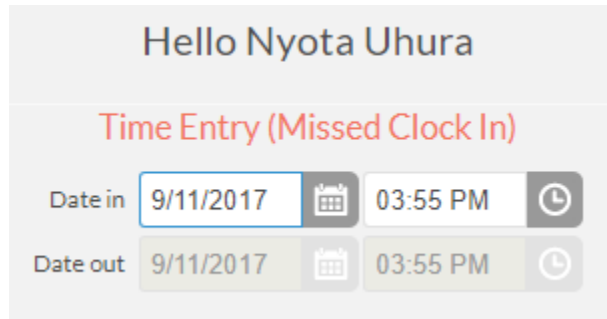 Hello Nyota Uhura
Time Entry (Missed Clock In)
Date in 9/11/2017 03:55 PM
Date out 9/11/2017 03:55 PM